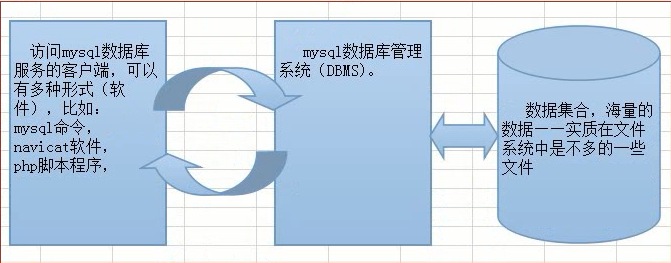 访问mysql数据库
服务的客户端，可以
有多种形式（软
件），比如：
mysql命令，
navicat软件，
php脚本程序，
mysql数据库管理
系统（DBMS）。
数据集合，海量的
数据——实质在文件
系统中是不多的一些
文件